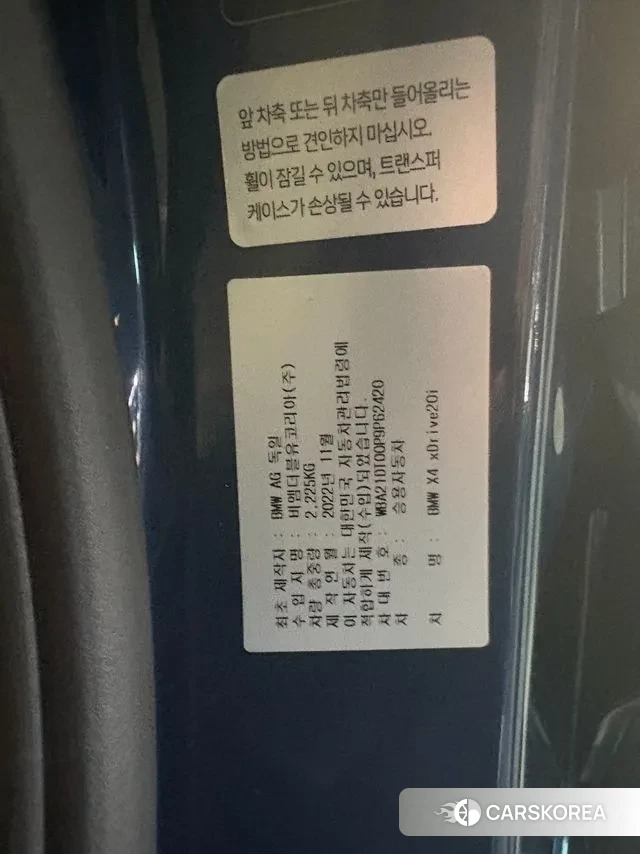 앞 차축 또는 뒤 차축만 들어올리는
방법으로 견인하지 마십시오.
휠이 잠길 수 있으며, 트랜스퍼
케이스가 손상될 수 있습니다.
최초 제작자 : BMW AG 독일
수 입 자 명 : 비엠더블유코리아(주)
차량 총중량 : 2,225KG
제 작 연 월 : 2022년 11월
이 자동차는 대한민국 자동차관리법령에
적합하게 제작(수입)되었습니다.
차 대 번 호 : WBA21DT00P9P62420
차 종 : 승용자동차
차 명 : BMW X4 xDrive20i
CARSKOREA